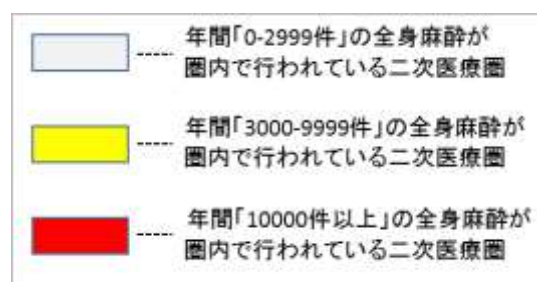 年間「0-2999件」の全身麻酔が
圏内で行われている二次医療圏
年間「3000-9999件」の全身麻酔が
圏内で行われている二次医療圏
年間「10000件以上」の全身麻酔が
圏内で行われている二次医療圏